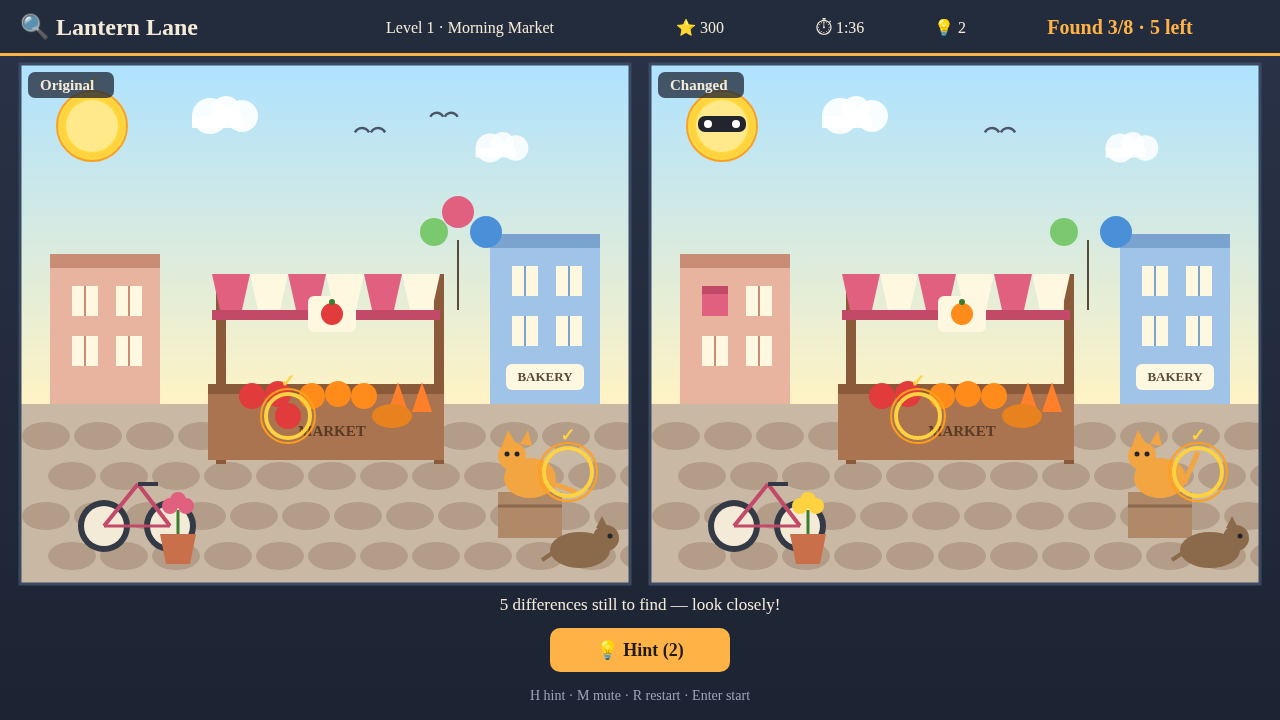 🔍 Lantern Lane
Level 1 · Morning Market
⭐ 300
⏱ 1:36
💡 2
Found 3/8 · 5 left
Original
Changed
BAKERY
BAKERY
MARKET
MARKET
5 differences still to find — look closely!
💡 Hint (2)
H hint · M mute · R restart · Enter start